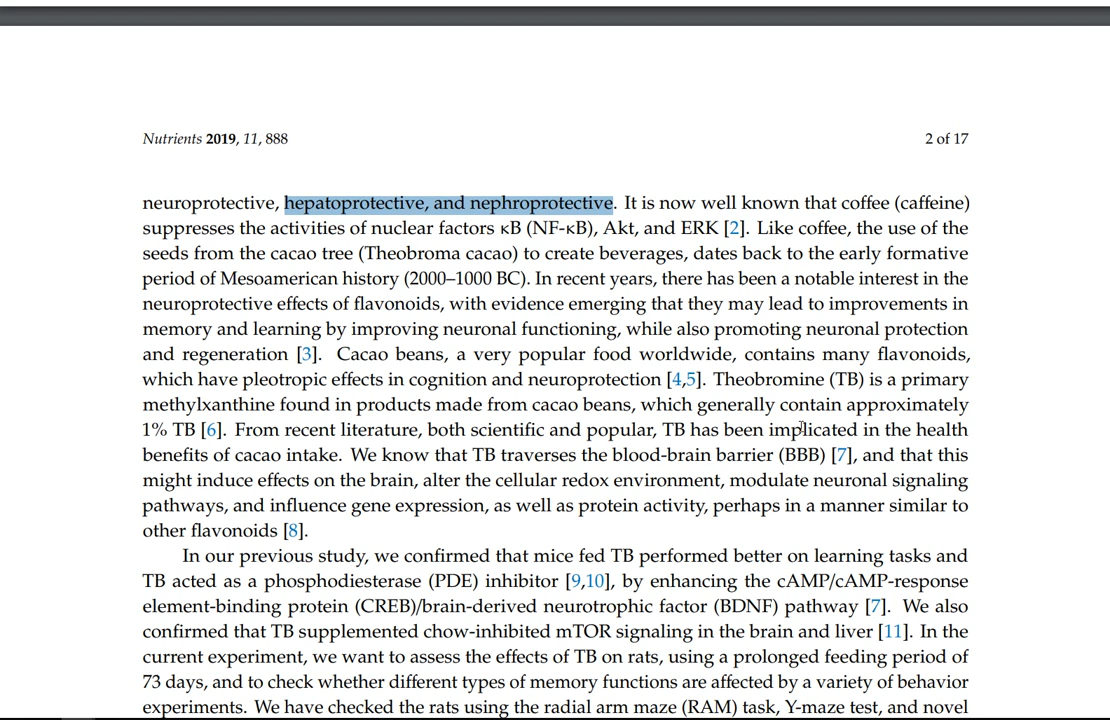 Nutrients 2019, 11, 888
2 of 17
neuroprotective, hepatoprotective, and nephroprotective. It is now well known that coffee (caffeine)
suppresses the activities of nuclear factors κB (NF-κB), Akt, and ERK [2]. Like coffee, the use of the
seeds from the cacao tree (Theobroma cacao) to create beverages, dates back to the early formative
period of Mesoamerican history (2000–1000 BC). In recent years, there has been a notable interest in the
neuroprotective effects of flavonoids, with evidence emerging that they may lead to improvements in
memory and learning by improving neuronal functioning, while also promoting neuronal protection
and regeneration [3]. Cacao beans, a very popular food worldwide, contains many flavonoids,
which have pleotropic effects in cognition and neuroprotection [4,5]. Theobromine (TB) is a primary
methylxanthine found in products made from cacao beans, which generally contain approximately
1% TB [6]. From recent literature, both scientific and popular, TB has been implicated in the health
benefits of cacao intake. We know that TB traverses the blood-brain barrier (BBB) [7], and that this
might induce effects on the brain, alter the cellular redox environment, modulate neuronal signaling
pathways, and influence gene expression, as well as protein activity, perhaps in a manner similar to
other flavonoids [8].
In our previous study, we confirmed that mice fed TB performed better on learning tasks and
TB acted as a phosphodiesterase (PDE) inhibitor [9,10], by enhancing the cAMP/cAMP-response
element-binding protein (CREB)/brain-derived neurotrophic factor (BDNF) pathway [7]. We also
confirmed that TB supplemented chow-inhibited mTOR signaling in the brain and liver [11]. In the
current experiment, we want to assess the effects of TB on rats, using a prolonged feeding period of
73 days, and to check whether different types of memory functions are affected by a variety of behavior
experiments. We have checked the rats using the radial arm maze (RAM) task, Y-maze test, and novel